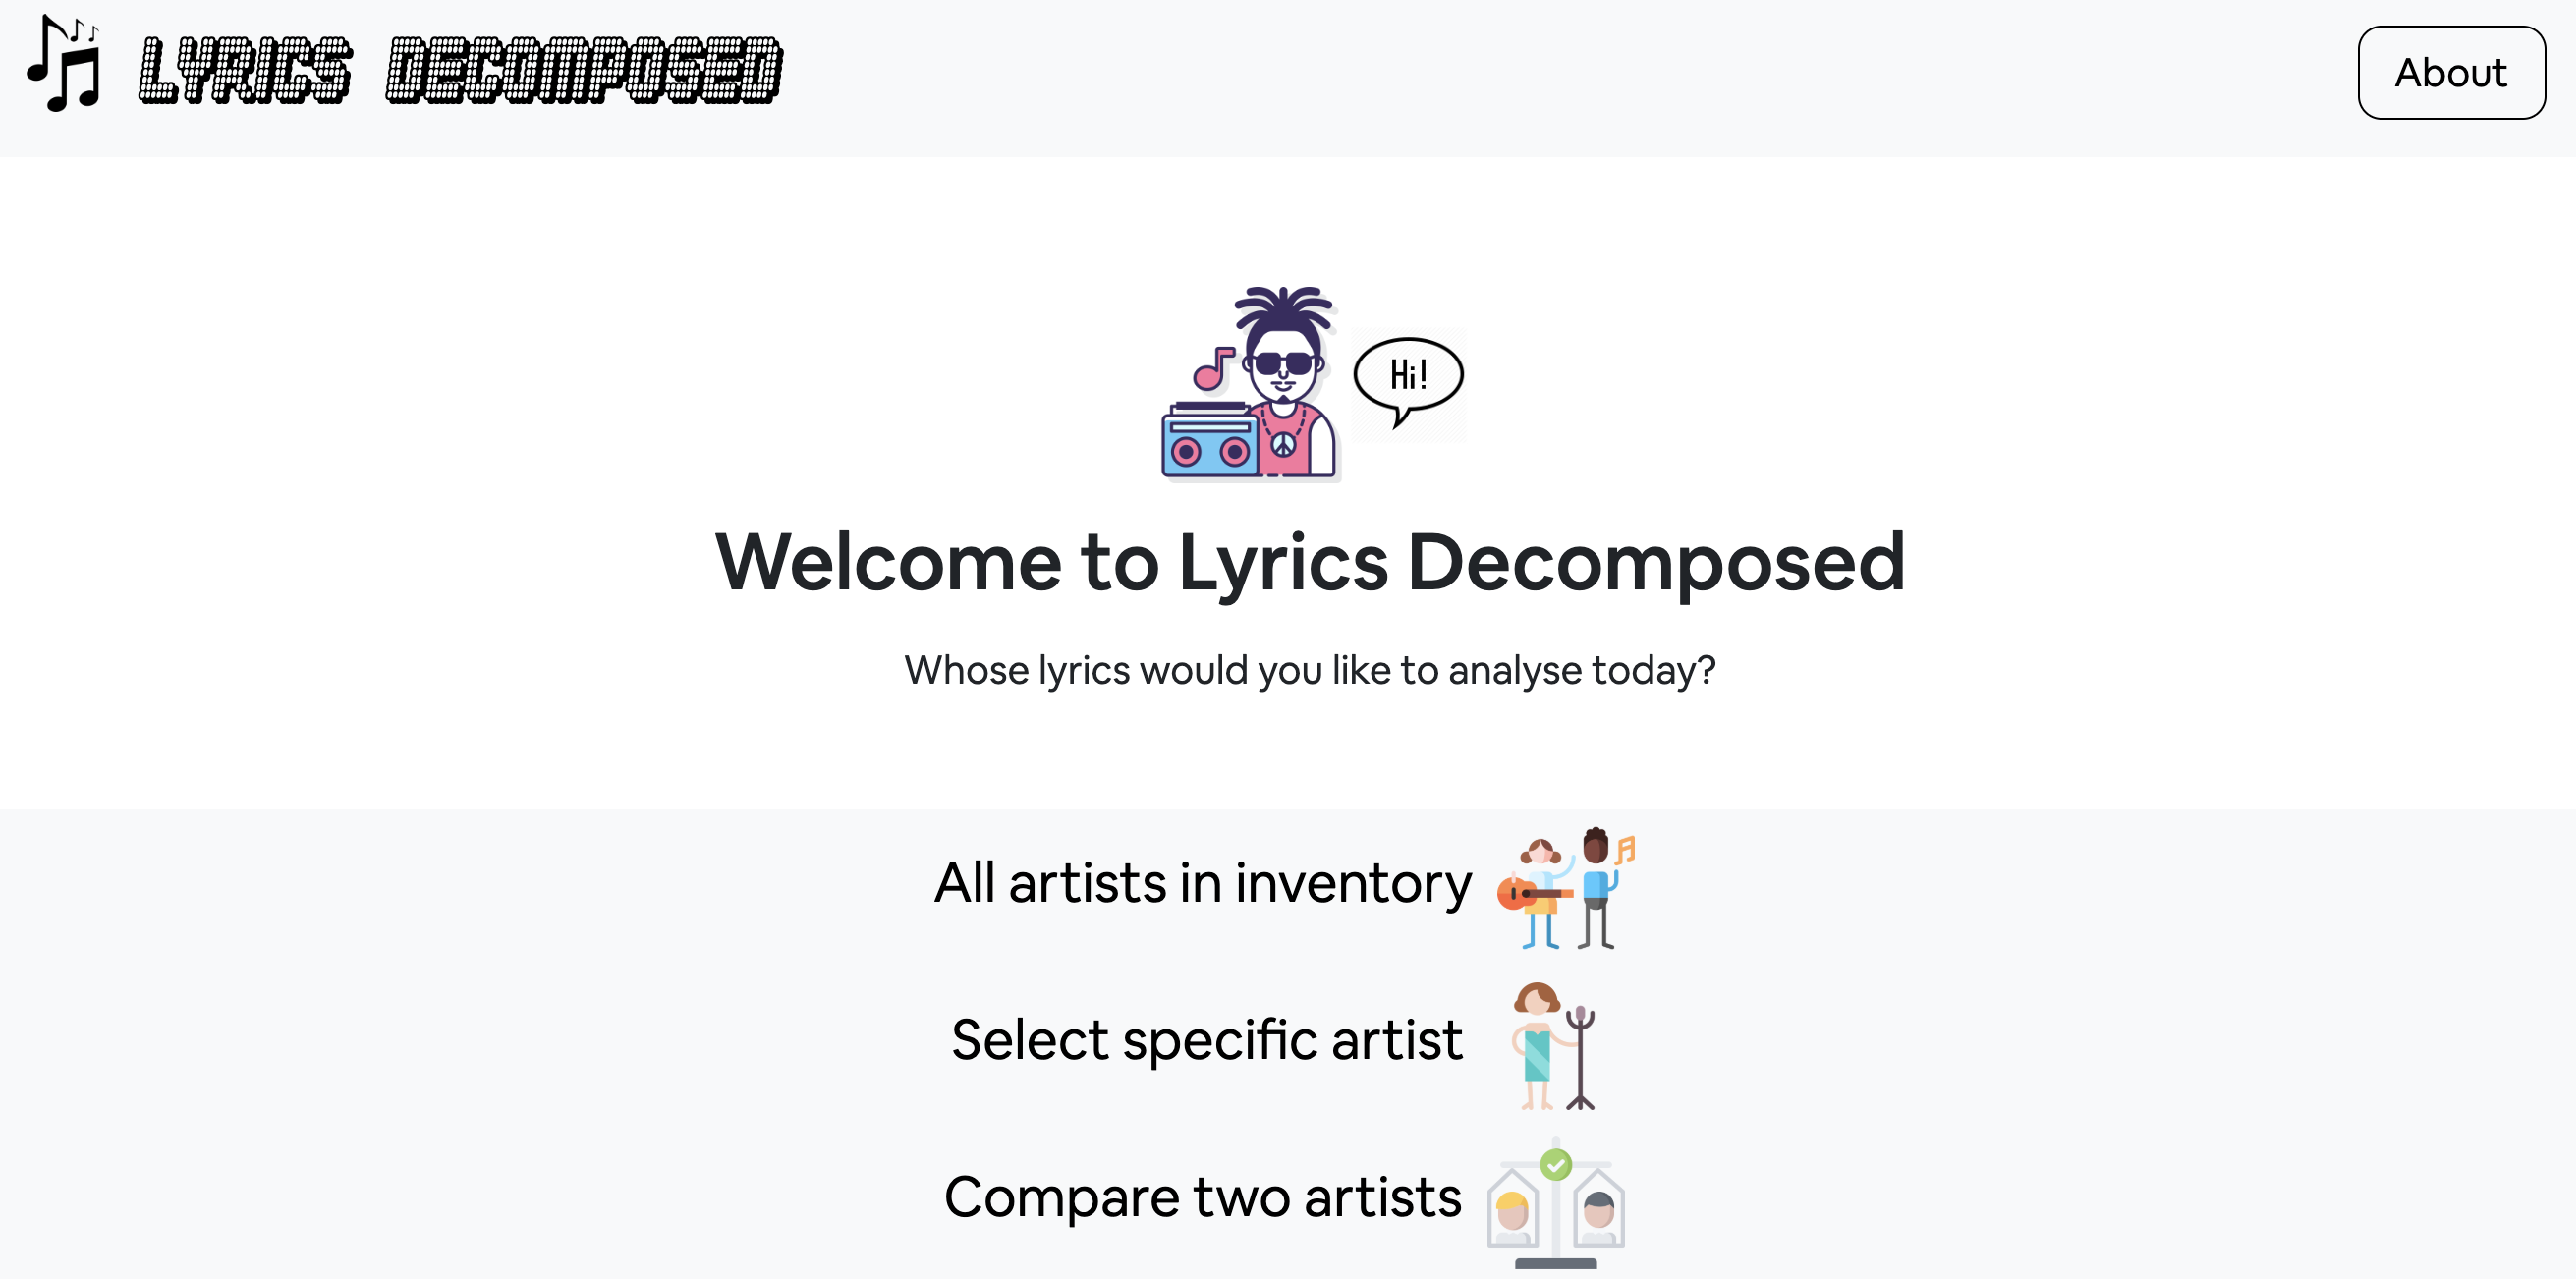 LYRICS DECOMPOSED
About
Hi!
Welcome to Lyrics Decomposed
Whose lyrics would you like to analyse today?
All artists in inventory
Select specific artist
Compare two artists